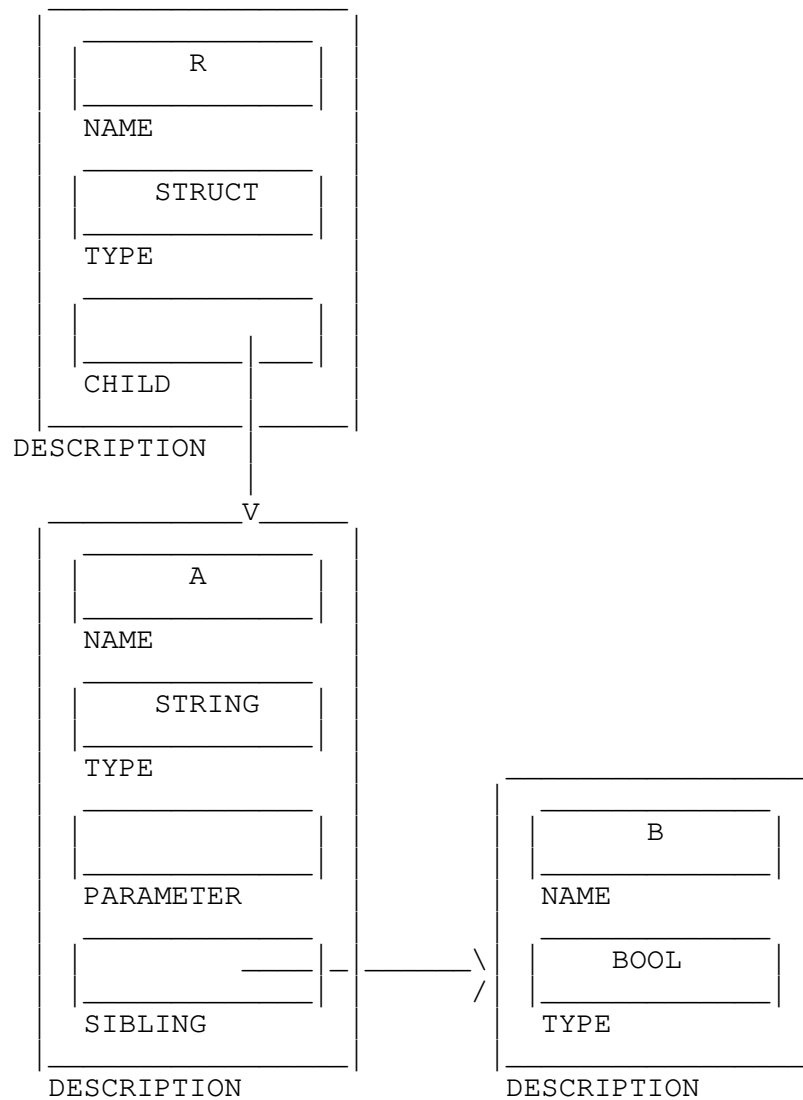 R
NAME
STRUCT
TYPE
CHILD
DESCRIPTION
V
A
NAME
STRING
TYPE
PARAMETER
SIBLING
DESCRIPTION
B
NAME
BOOL
TYPE
DESCRIPTION